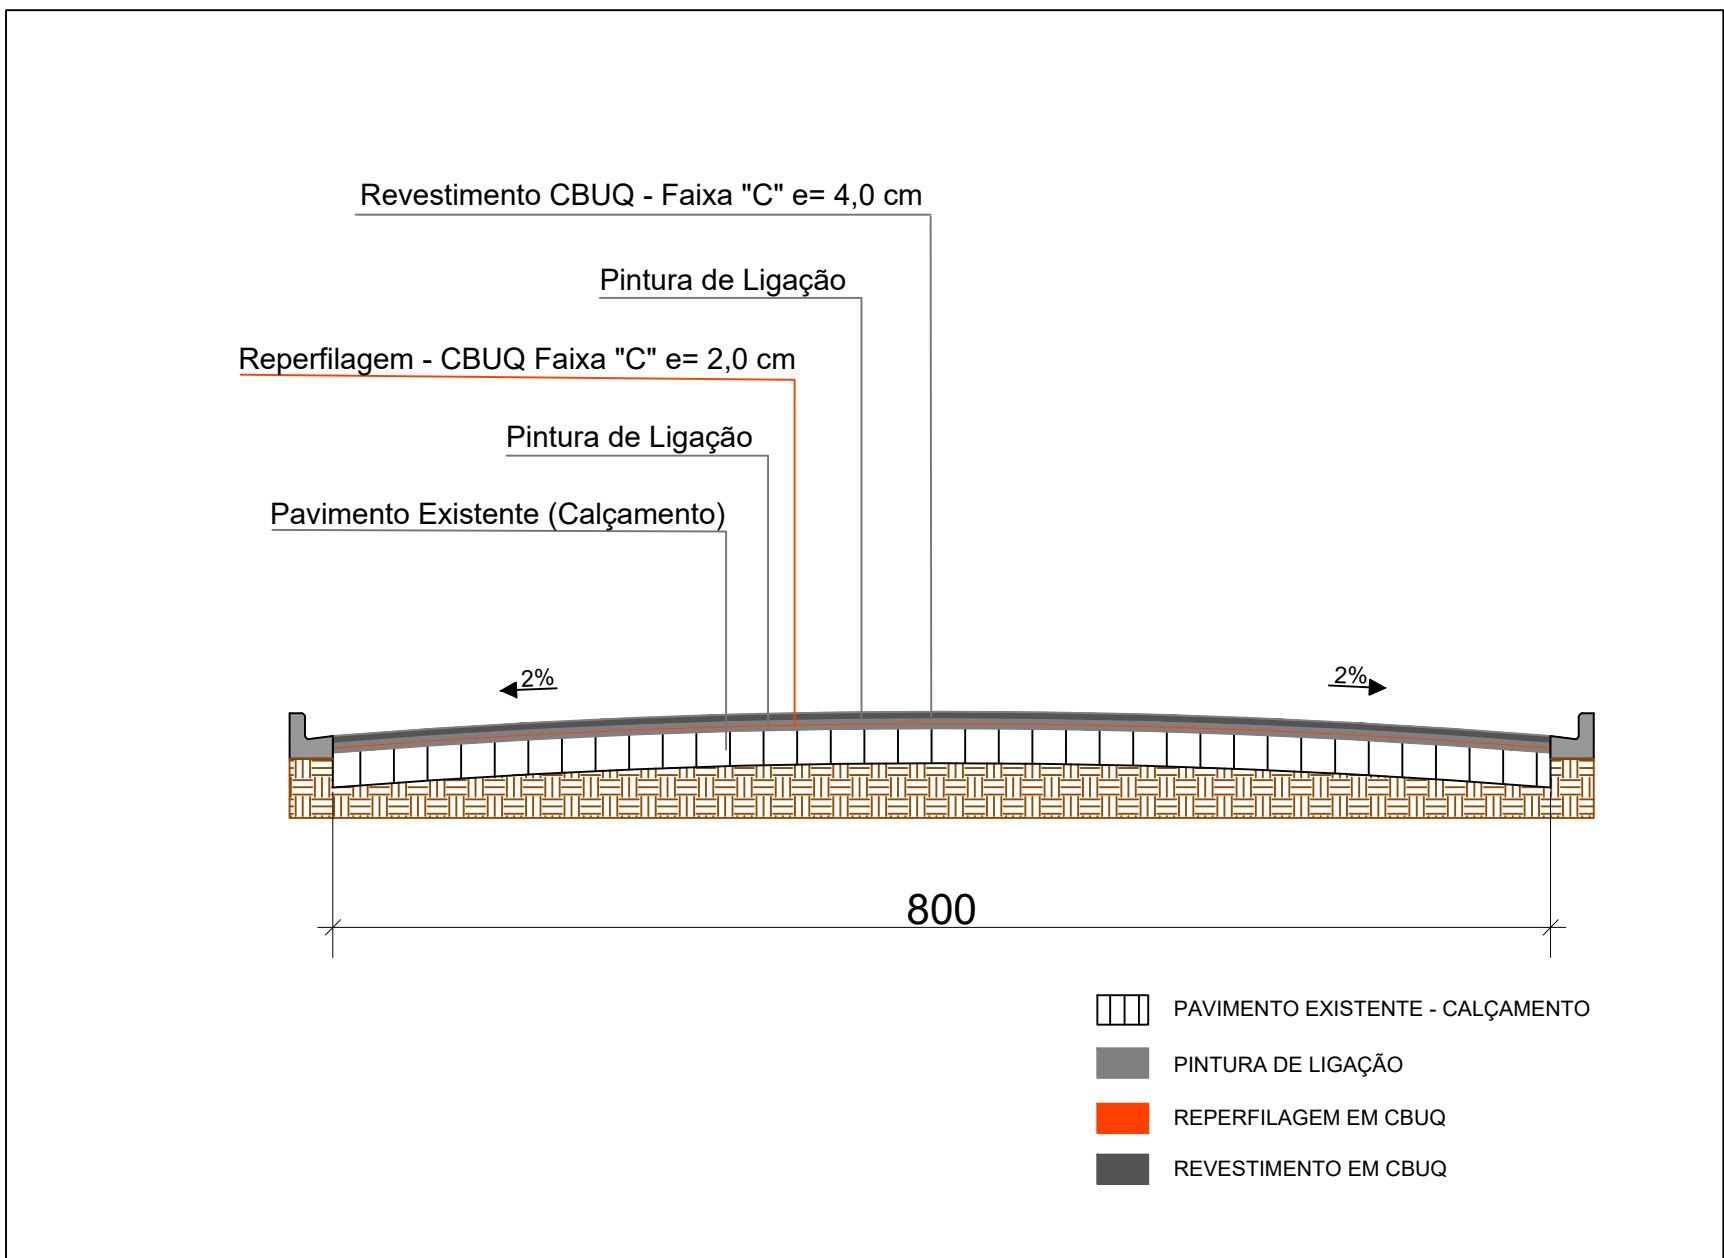 Revestimento CBUQ - Faixa "C" e= 4,0 cm
Pintura de Ligação
Reperfilagem - CBUQ Faixa "C" e= 2,0 cm
Pintura de Ligação
Pavimento Existente (Calçamento)
2%
2%
800
PAVIMENTO EXISTENTE - CALÇAMENTO
PINTURA DE LIGAÇÃO
REPERFILAGEM EM CBUQ
REVESTIMENTO EM CBUQ